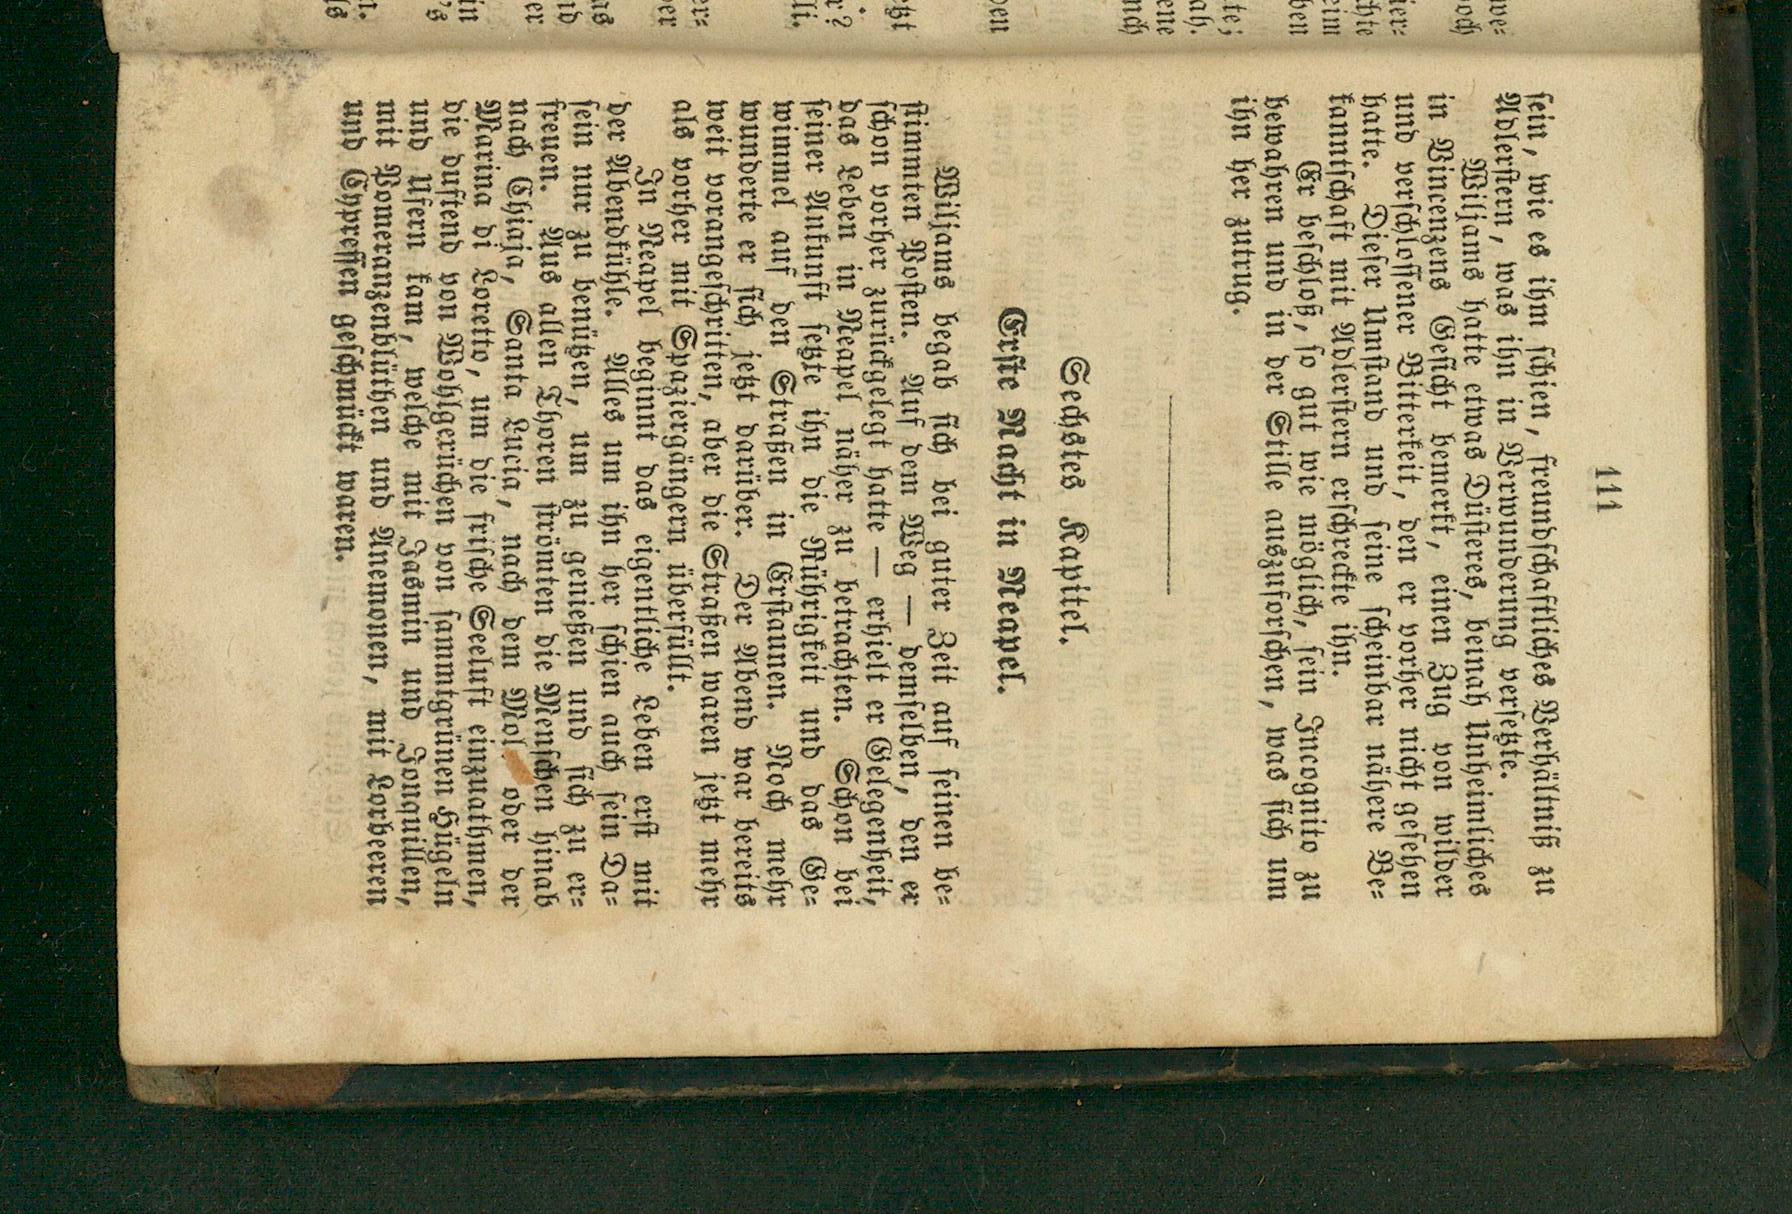 111
sein, wie es ihm schien, freundschaftliches Verhältniß zu
Adlerstern, was ihn in Verwunderung versetzte.
Wiljams hatte etwas Düsteres, beinah Unheimliches
in Vincenzens Gesicht bemerkt, einen Zug von wilder
und verschlossener Bitterkeit, den er vorher nicht gesehen
hatte. Dieser Umstand und seine scheinbar nähere Be-
kanntschaft mit Adlerstern erschreckte ihn.
Er beschloß, so gut wie möglich, sein Incognito zu
bewahren und in der Stille auszuforschen, was sich um
ihn her zutrug.
Sechstes Kapitel.
Erste Nacht in Neapel.
Wiljams begab sich bei guter Zeit auf seinen be-
stimmten Posten. Auf dem Weg — demselben, den er
schon vorher zurückgelegt hatte — erhielt er Gelegenheit,
das Leben in Neapel näher zu betrachten. Schon bei
seiner Ankunft setzte ihn die Rührigkeit und das Ge-
wimmel auf den Straßen in Erstaunen. Noch mehr
wunderte er sich jetzt darüber. Der Abend war bereits
weit vorangeschritten, aber die Straßen waren jetzt mehr
als vorher mit Spaziergängern überfüllt.
In Neapel beginnt das eigentliche Leben erst mit
der Abendkühle. Alles um ihn her schien auch sein Da-
sein nur zu benützen, um zu genießen und sich zu er-
freuen. Aus allen Thoren strömten die Menschen hinab
nach Chiaja, Santa Lucia, nach dem Mol oder der
Marina di Loretto, um die frische Seeluft einzuathmen,
die duftend von Wohlgerüchen von sammtgrünen Hügeln
und Ufern kam, welche mit Jasmin und Jonquillen,
mit Pomeranzenblüthen und Anemonen, mit Lorbeeren
und Cypressen geschmückt waren.